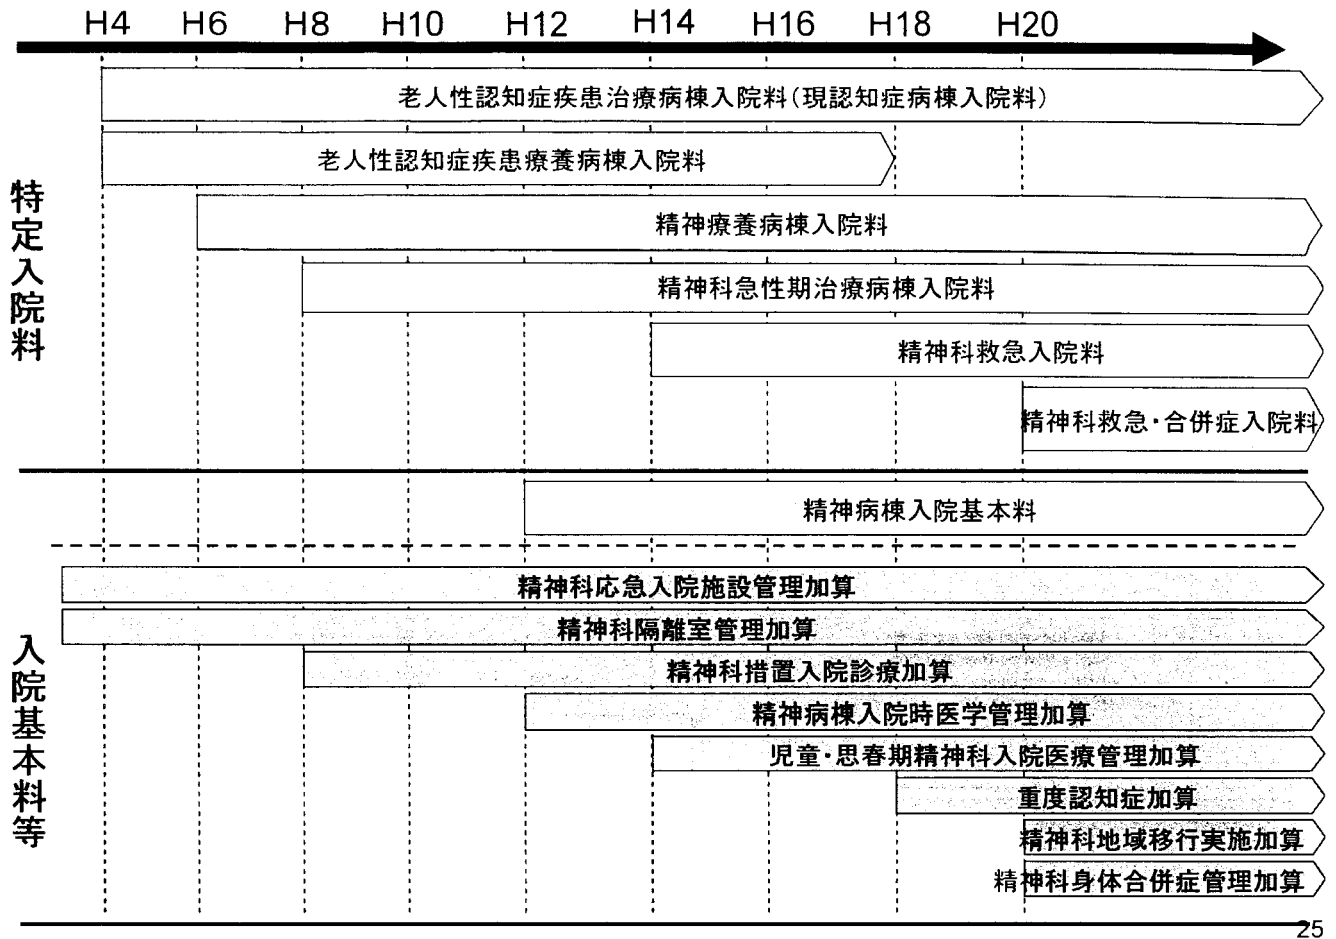 H4 H6 H8 H10 H12 H14 H16 H18 H20
特定入院料
老人性認知症疾患治療病棟入院料(現認知症病棟入院料)
老人性認知症疾患療養病棟入院料
精神療養病棟入院料
精神科急性期治療病棟入院料
精神科救急入院料
精神科救急・合併症入院料
入院基本料等
精神病棟入院基本料
精神科応急入院施設管理加算
精神科隔離室管理加算
精神科措置入院診療加算
精神病棟入院時医学管理加算
児童・思春期精神科入院医療管理加算
重度認知症加算
精神科地域移行実施加算
精神科身体合併症管理加算
25